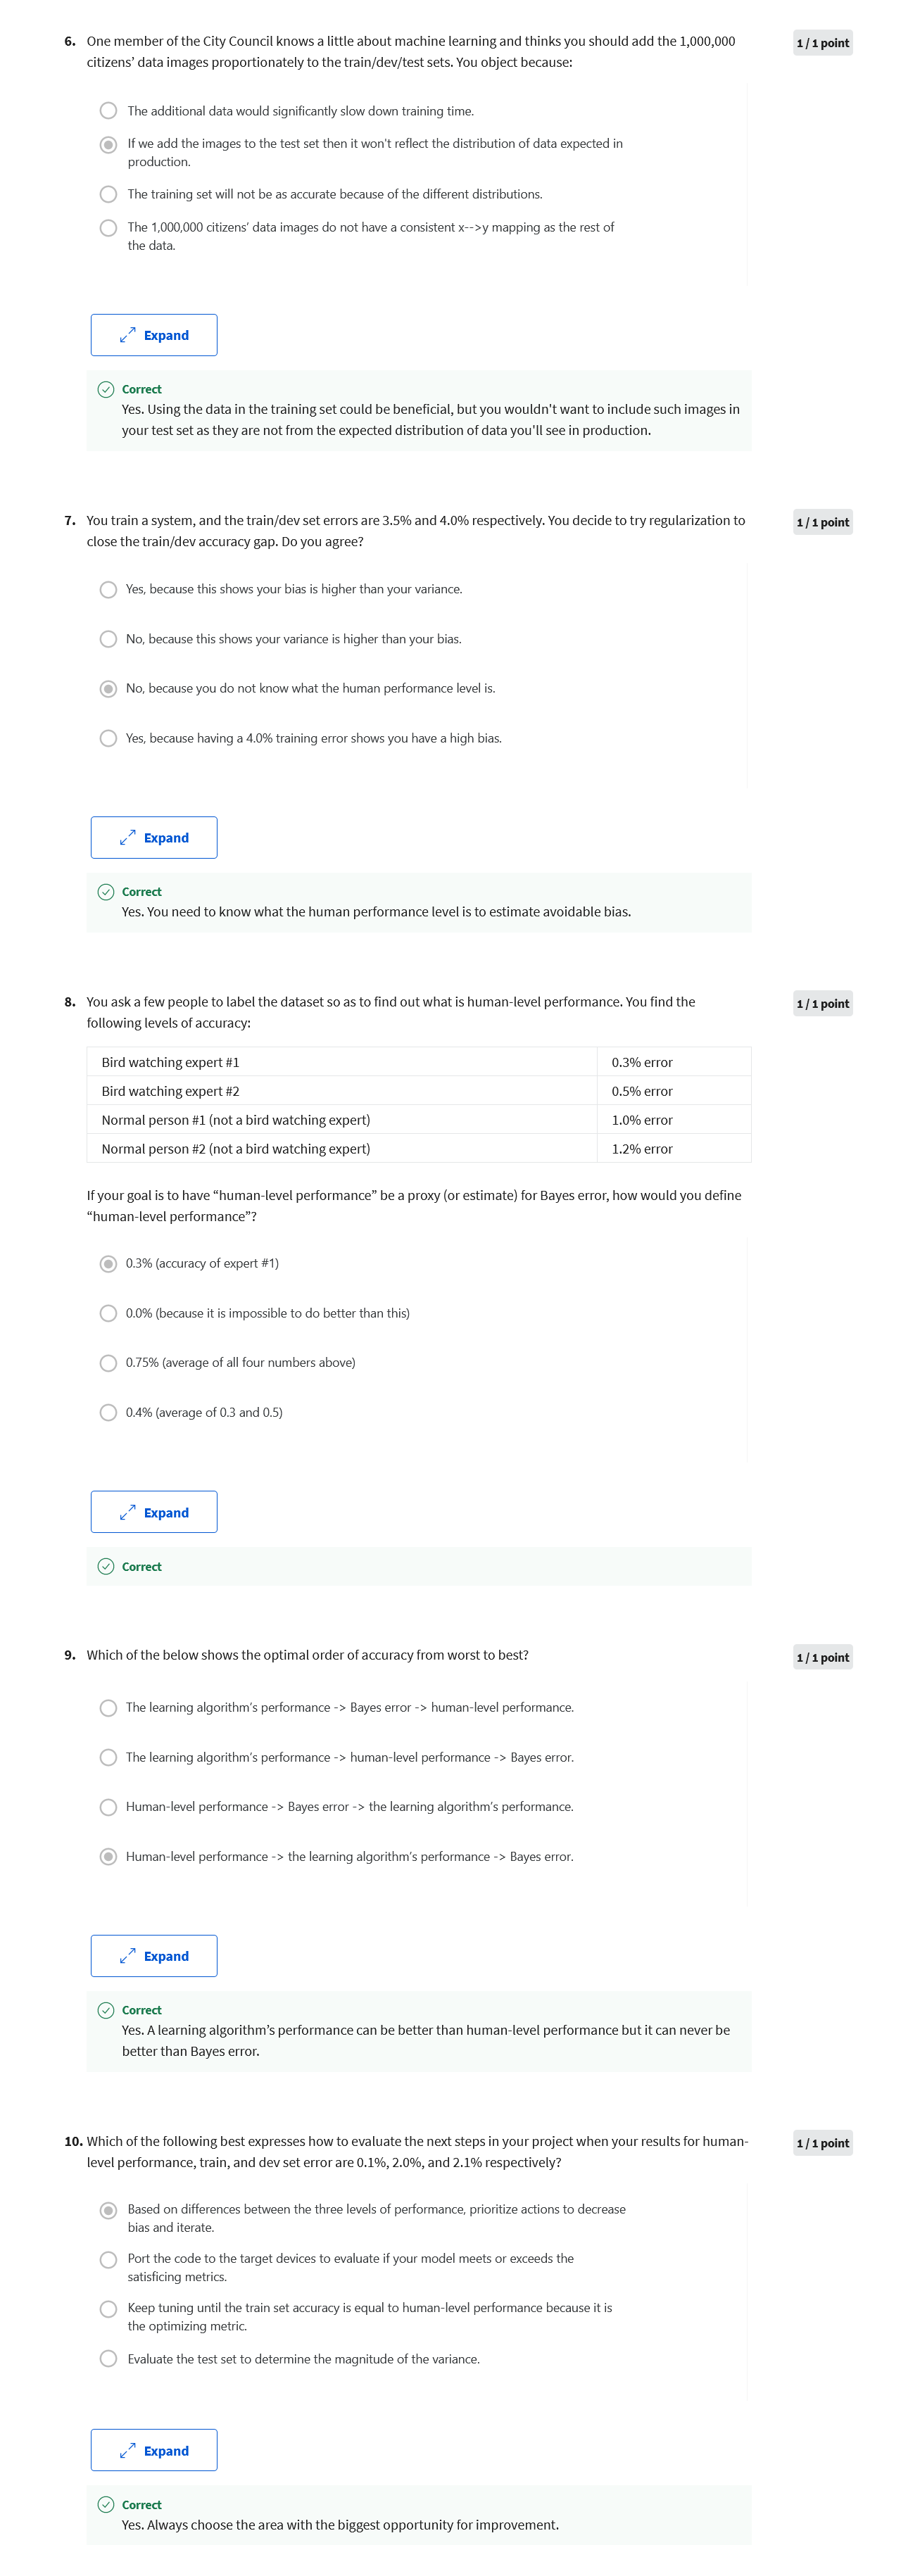 6. One member of the City Council knows a little about machine learning and thinks you should add the 1,000,000
citizens’ data images proportionately to the train/dev/test sets. You object because:
1 / 1 point
The additional data would significantly slow down training time.
If we add the images to the test set then it won't reflect the distribution of data expected in
production.
The training set will not be as accurate because of the different distributions.
The 1,000,000 citizens’ data images do not have a consistent x-->y mapping as the rest of
the data.
Expand
Correct
Yes. Using the data in the training set could be beneficial, but you wouldn't want to include such images in
your test set as they are not from the expected distribution of data you'll see in production.
7. You train a system, and the train/dev set errors are 3.5% and 4.0% respectively. You decide to try regularization to
close the train/dev accuracy gap. Do you agree?
1 / 1 point
Yes, because this shows your bias is higher than your variance.
No, because this shows your variance is higher than your bias.
No, because you do not know what the human performance level is.
Yes, because having a 4.0% training error shows you have a high bias.
Expand
Correct
Yes. You need to know what the human performance level is to estimate avoidable bias.
8. You ask a few people to label the dataset so as to find out what is human-level performance. You find the
following levels of accuracy:
1 / 1 point
Bird watching expert #1 0.3% error
Bird watching expert #2 0.5% error
Normal person #1 (not a bird watching expert) 1.0% error
Normal person #2 (not a bird watching expert) 1.2% error
If your goal is to have “human-level performance” be a proxy (or estimate) for Bayes error, how would you define
“human-level performance”?
0.3% (accuracy of expert #1)
0.0% (because it is impossible to do better than this)
0.75% (average of all four numbers above)
0.4% (average of 0.3 and 0.5)
Expand
Correct
9. Which of the below shows the optimal order of accuracy from worst to best?
1 / 1 point
The learning algorithm’s performance -> Bayes error -> human-level performance.
The learning algorithm’s performance -> human-level performance -> Bayes error.
Human-level performance -> Bayes error -> the learning algorithm’s performance.
Human-level performance -> the learning algorithm’s performance -> Bayes error.
Expand
Correct
Yes. A learning algorithm’s performance can be better than human-level performance but it can never be
better than Bayes error.
10. Which of the following best expresses how to evaluate the next steps in your project when your results for human-
level performance, train, and dev set error are 0.1%, 2.0%, and 2.1% respectively?
1 / 1 point
Based on differences between the three levels of performance, prioritize actions to decrease
bias and iterate.
Port the code to the target devices to evaluate if your model meets or exceeds the
satisficing metrics.
Keep tuning until the train set accuracy is equal to human-level performance because it is
the optimizing metric.
Evaluate the test set to determine the magnitude of the variance.
Expand
Correct
Yes. Always choose the area with the biggest opportunity for improvement.